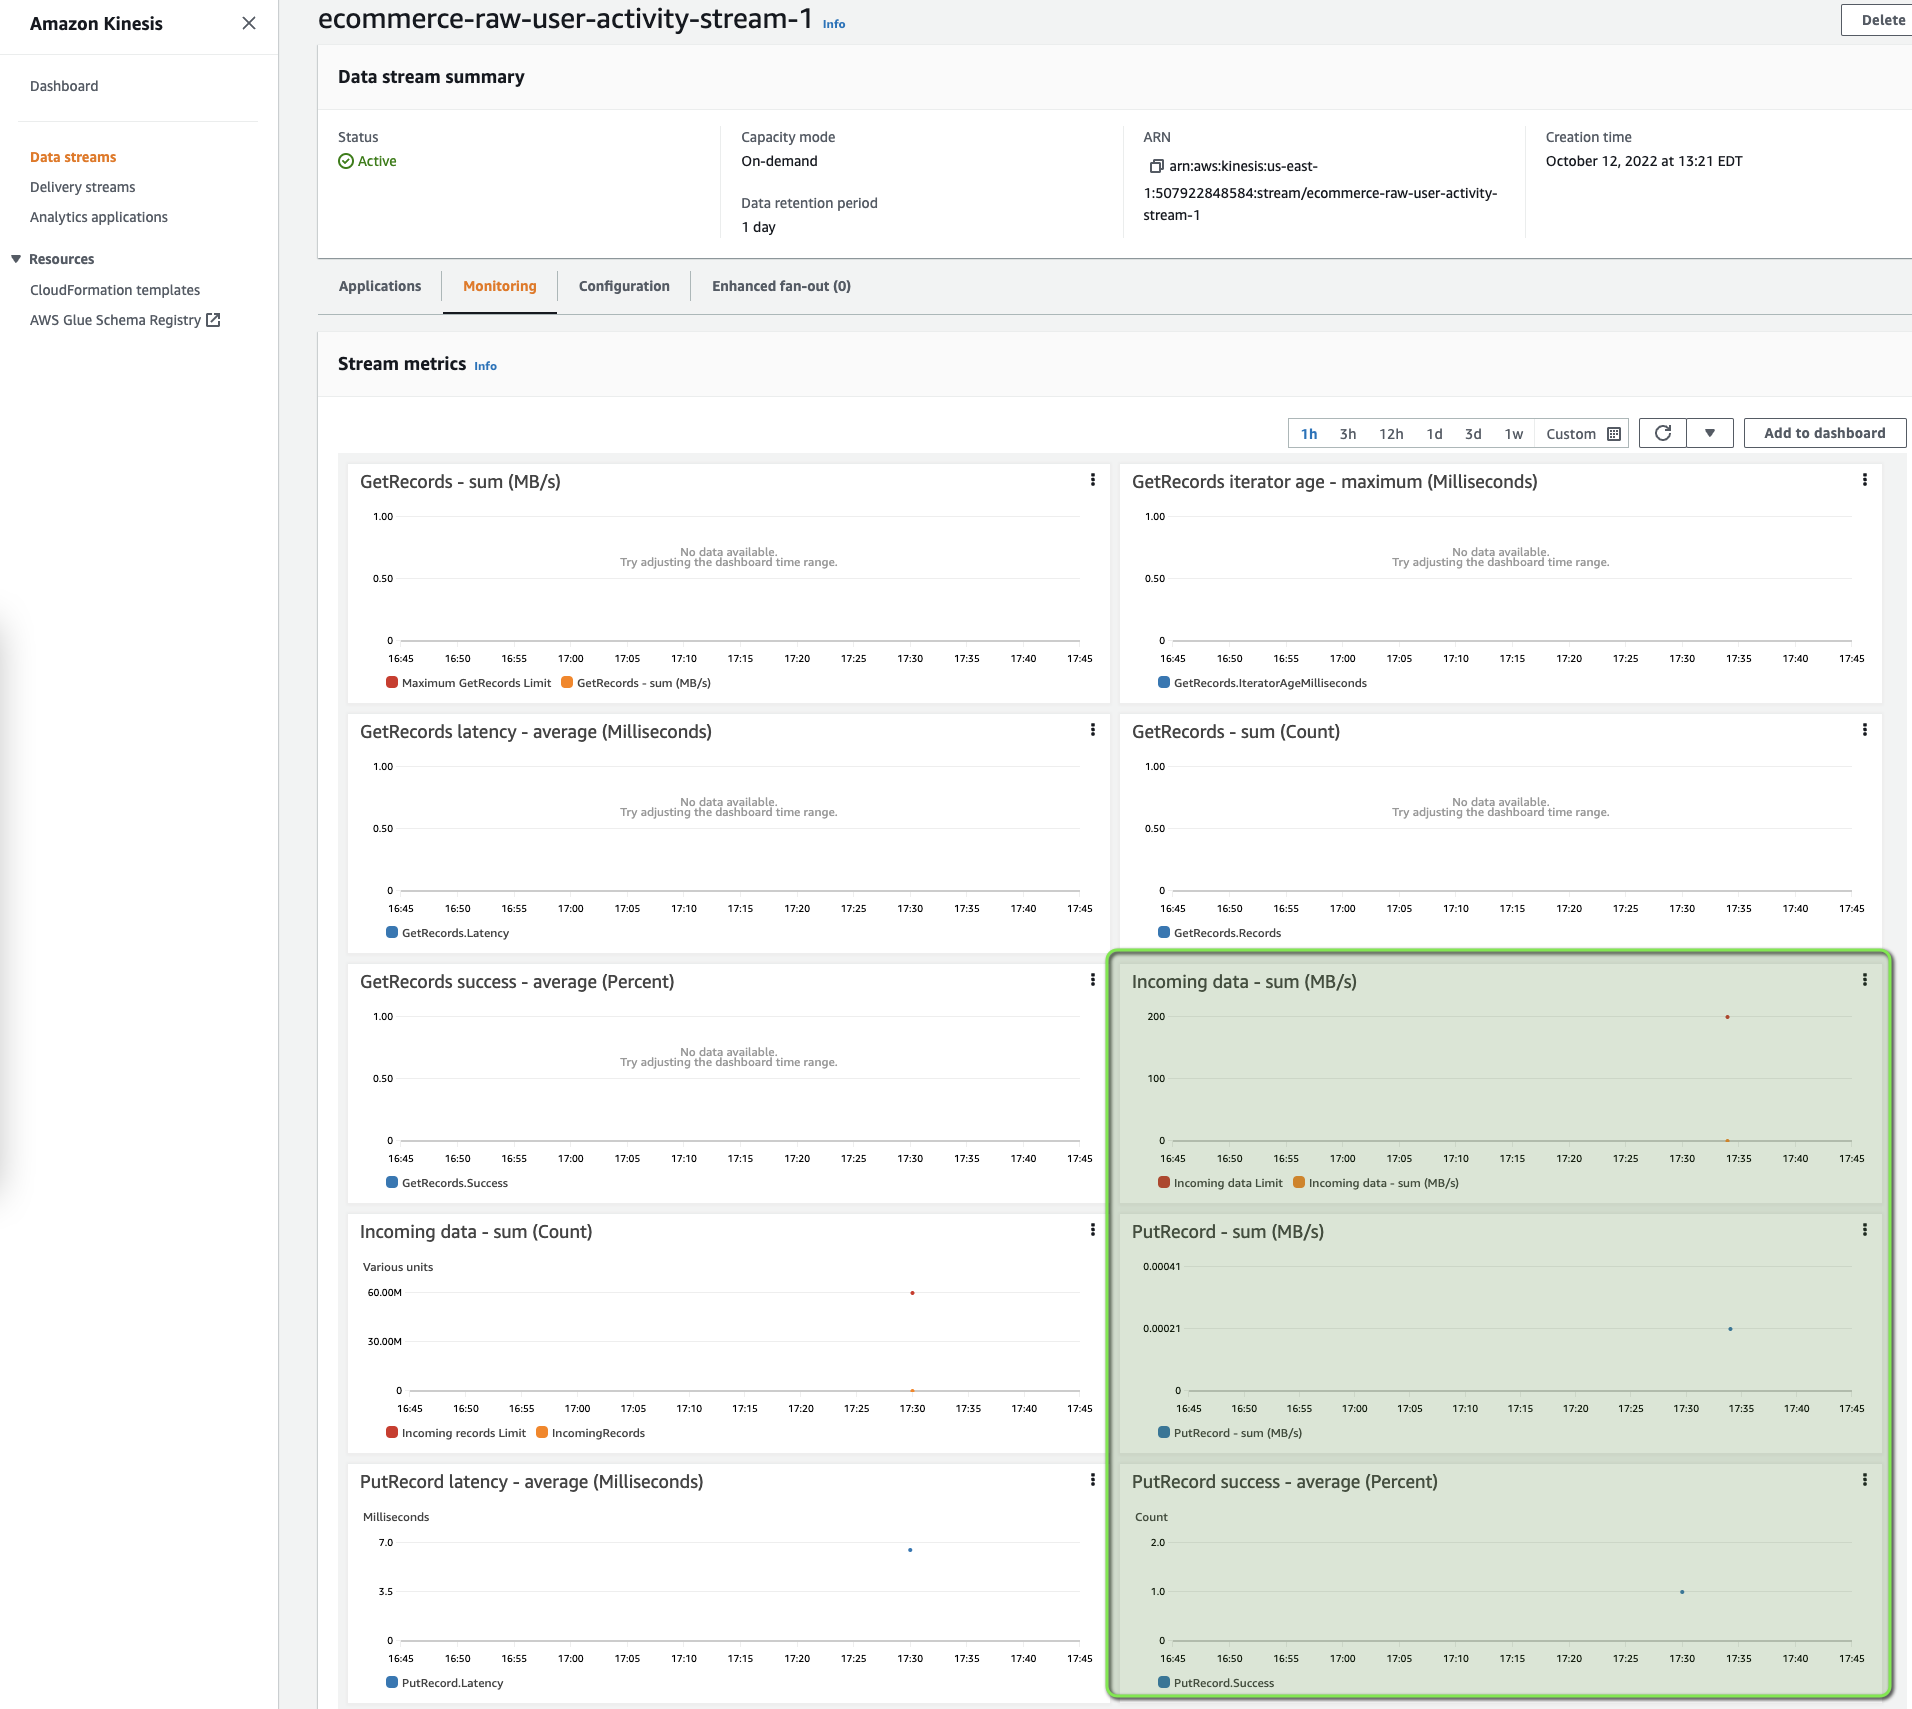 Amazon Kinesis
Dashboard
Data streams
Delivery streams
Analytics applications
Resources
CloudFormation templates
AWS Glue Schema Registry
ecommerce-raw-user-activity-stream-1 Info
Delete
Data stream summary
Status
Active
Capacity mode
On-demand
Data retention period
1 day
ARN
arn:aws:kinesis:us-east-
1:507922848584:stream/ecommerce-raw-user-activity-
stream-1
Creation time
October 12, 2022 at 13:21 EDT
Applications Monitoring Configuration Enhanced fan-out (0)
Stream metrics Info
1h 3h 12h 1d 3d 1w Custom Add to dashboard
GetRecords - sum (MB/s)
1.00
No data available.
Try adjusting the dashboard time range.
0.50
0
16:45 16:50 16:55 17:00 17:05 17:10 17:15 17:20 17:25 17:30 17:35 17:40 17:45
Maximum GetRecords Limit GetRecords - sum (MB/s)
GetRecords iterator age - maximum (Milliseconds)
1.00
No data available.
Try adjusting the dashboard time range.
0.50
0
16:45 16:50 16:55 17:00 17:05 17:10 17:15 17:20 17:25 17:30 17:35 17:40 17:45
GetRecords.IteratorAgeMilliseconds
GetRecords latency - average (Milliseconds)
1.00
No data available.
Try adjusting the dashboard time range.
0.50
0
16:45 16:50 16:55 17:00 17:05 17:10 17:15 17:20 17:25 17:30 17:35 17:40 17:45
GetRecords.Latency
GetRecords - sum (Count)
1.00
No data available.
Try adjusting the dashboard time range.
0.50
0
16:45 16:50 16:55 17:00 17:05 17:10 17:15 17:20 17:25 17:30 17:35 17:40 17:45
GetRecords.Records
GetRecords success - average (Percent)
1.00
No data available.
Try adjusting the dashboard time range.
0.50
0
16:45 16:50 16:55 17:00 17:05 17:10 17:15 17:20 17:25 17:30 17:35 17:40 17:45
GetRecords.Success
Incoming data - sum (MB/s)
200
100
0
16:45 16:50 16:55 17:00 17:05 17:10 17:15 17:20 17:25 17:30 17:35 17:40 17:45
Incoming data Limit Incoming data - sum (MB/s)
Incoming data - sum (Count)
Various units
60.00M
30.00M
0
16:45 16:50 16:55 17:00 17:05 17:10 17:15 17:20 17:25 17:30 17:35 17:40 17:45
Incoming records Limit IncomingRecords
PutRecord - sum (MB/s)
0.00041
0.00021
0
16:45 16:50 16:55 17:00 17:05 17:10 17:15 17:20 17:25 17:30 17:35 17:40 17:45
PutRecord - sum (MB/s)
PutRecord latency - average (Milliseconds)
Milliseconds
7.0
3.5
0
16:45 16:50 16:55 17:00 17:05 17:10 17:15 17:20 17:25 17:30 17:35 17:40 17:45
PutRecord.Latency
PutRecord success - average (Percent)
Count
2.0
1.0
0
16:45 16:50 16:55 17:00 17:05 17:10 17:15 17:20 17:25 17:30 17:35 17:40 17:45
PutRecord.Success